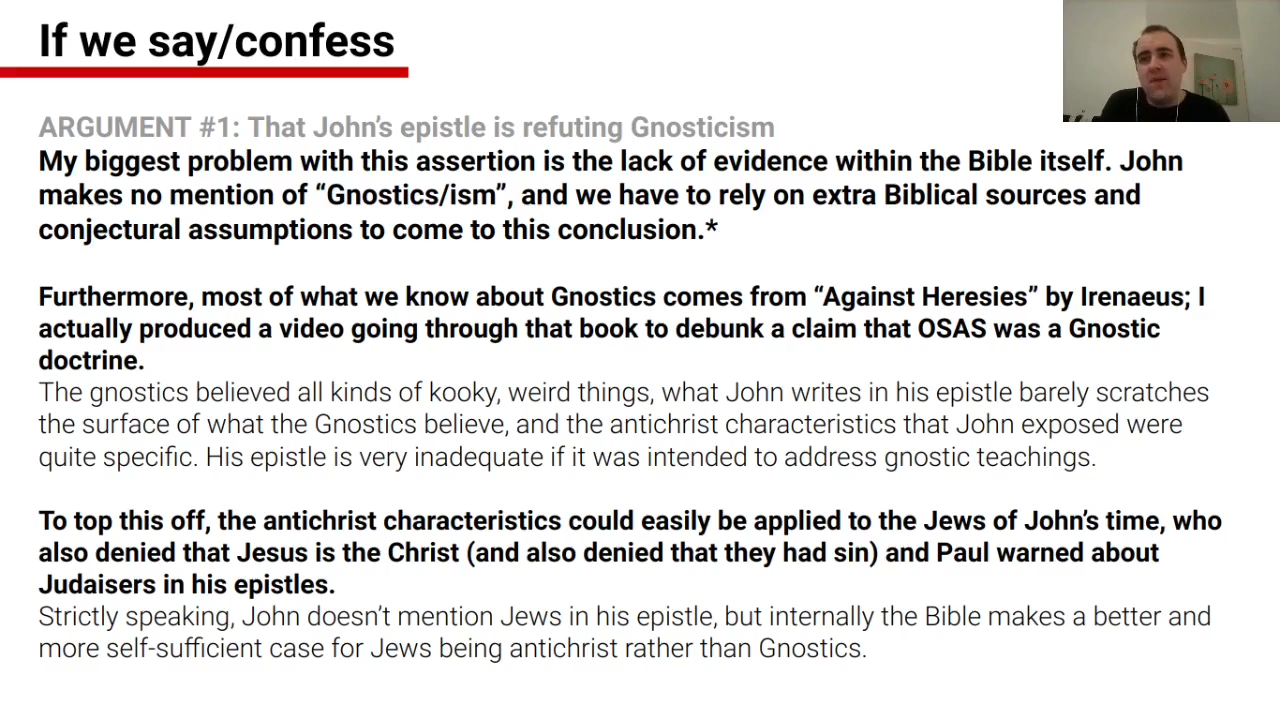 If we say/confess
ARGUMENT #1: That John’s epistle is refuting Gnosticism
My biggest problem with this assertion is the lack of evidence within the Bible itself. John
makes no mention of “Gnostics/ism”, and we have to rely on extra Biblical sources and
conjectural assumptions to come to this conclusion.*
Furthermore, most of what we know about Gnostics comes from “Against Heresies” by Irenaeus; I
actually produced a video going through that book to debunk a claim that OSAS was a Gnostic
doctrine.
The gnostics believed all kinds of kooky, weird things, what John writes in his epistle barely scratches
the surface of what the Gnostics believe, and the antichrist characteristics that John exposed were
quite specific. His epistle is very inadequate if it was intended to address gnostic teachings.
To top this off, the antichrist characteristics could easily be applied to the Jews of John’s time, who
also denied that Jesus is the Christ (and also denied that they had sin) and Paul warned about
Judaisers in his epistles.
Strictly speaking, John doesn’t mention Jews in his epistle, but internally the Bible makes a better and
more self-sufficient case for Jews being antichrist rather than Gnostics.